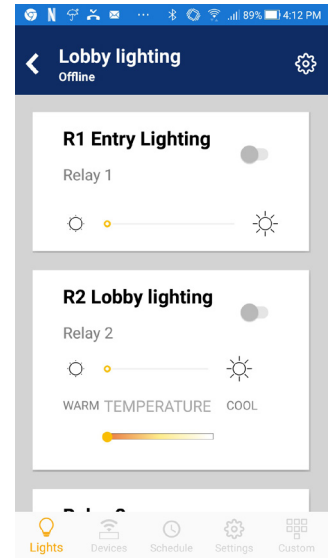 89% 4:12 PM
Lobby lighting
Offline
R1 Entry Lighting
Relay 1
R2 Lobby lighting
Relay 2
WARM TEMPERATURE COOL
Lights Devices Schedule Settings Custom